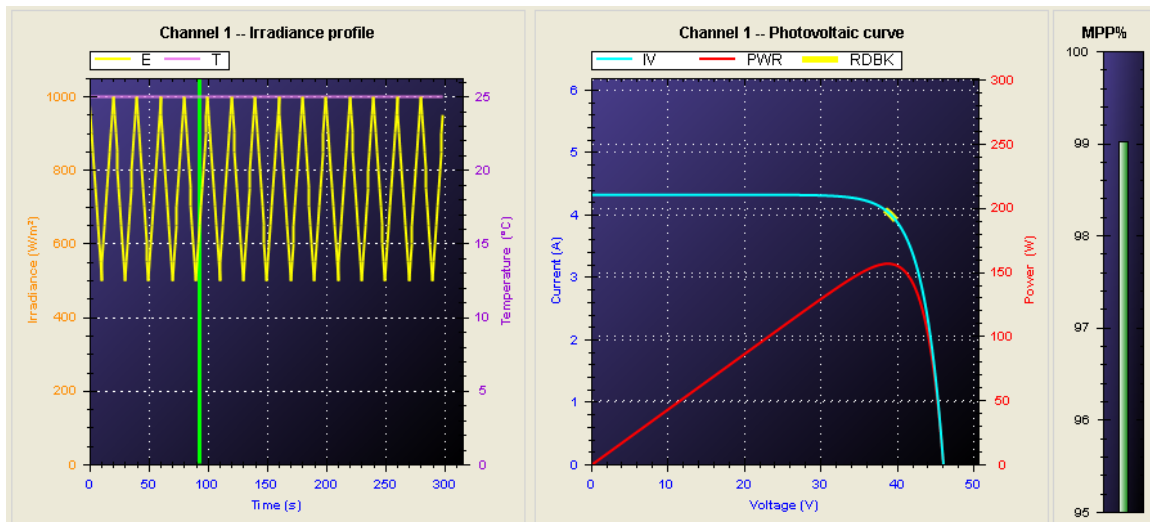 Channel 1 -- Irradiance profile
E T
1000
800
600
400
200
0
Irradiance (W/m²)
25
20
15
10
5
0
Temperature (°C)
0 50 100 150 200 250 300
Time (s)
Channel 1 -- Photovoltaic curve
IV PWR RDBK
6
5
4
3
2
1
0
Current (A)
300
250
200
150
100
50
0
Power (W)
0 10 20 30 40 50
Voltage (V)
MPP%
100
99
98
97
96
95